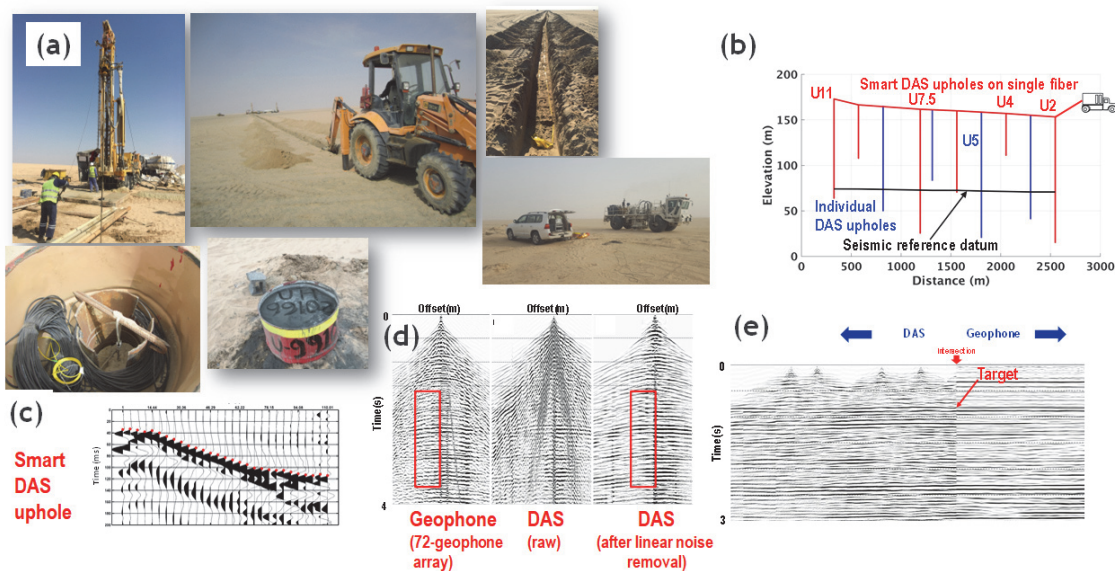 (a)
UT
99102
U-991
(b)
200
150
100
50
0
Elevation (m)
0
500
1000
1500
2000
2500
3000
Distance (m)
Smart DAS upholes on single fiber
U11
U7.5
U4
U2
U5
Individual
DAS upholes
Seismic reference datum
(c)
Smart
DAS
uphole
Time (ms)
(d)
Offset(m)
Offset(m)
Offset(m)
0
Time(s)
4
Geophone
(72-geophone
array)
DAS
(raw)
DAS
(after linear noise
removal)
(e)
DAS
Geophone
Intersection
Target
0
Time(s)
3